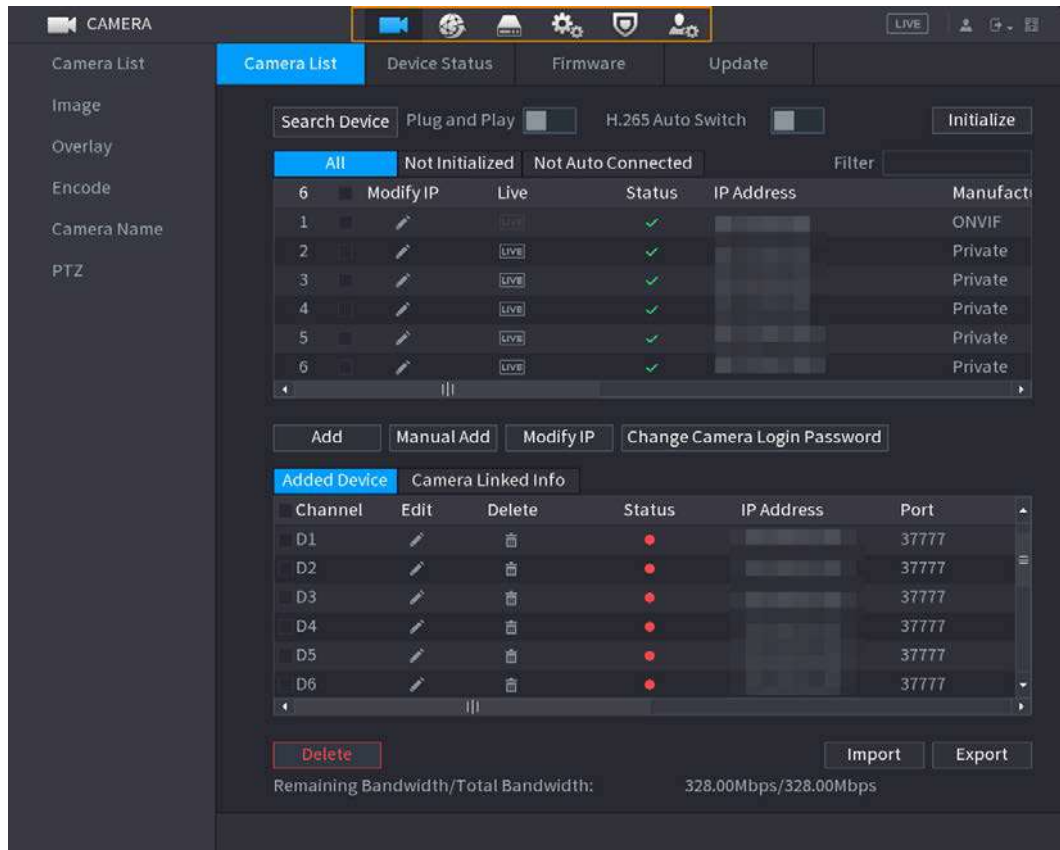 CAMERA LIVE
Camera List
Image
Overlay
Encode
Camera Name
PTZ
Camera List Device Status Firmware Update
Search Device Plug and Play H.265 Auto Switch Initialize
All Not Initialized Not Auto Connected Filter
6 Modify IP Live Status IP Address Manufact
1 LIVE ONVIF
2 LIVE Private
3 LIVE Private
4 LIVE Private
5 LIVE Private
6 LIVE Private
Add Manual Add Modify IP Change Camera Login Password
Added Device Camera Linked Info
Channel Edit Delete Status IP Address Port
D1 37777
D2 37777
D3 37777
D4 37777
D5 37777
D6 37777
Delete Import Export
Remaining Bandwidth/Total Bandwidth: 328.00Mbps/328.00Mbps